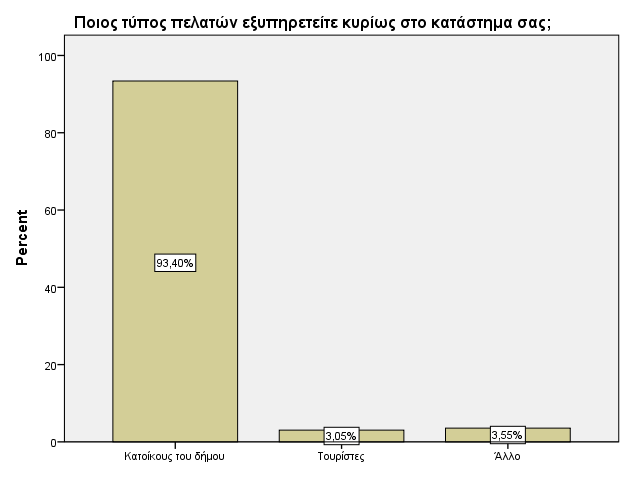 Ποιος τύπος πελατών εξυπηρετείτε κυρίως στο κατάστημα σας;
100
80
60
40
20
0
Percent
93,40%
3,05%
3,55%
Κατοίκους του δήμου
Τουρίστες
Άλλο